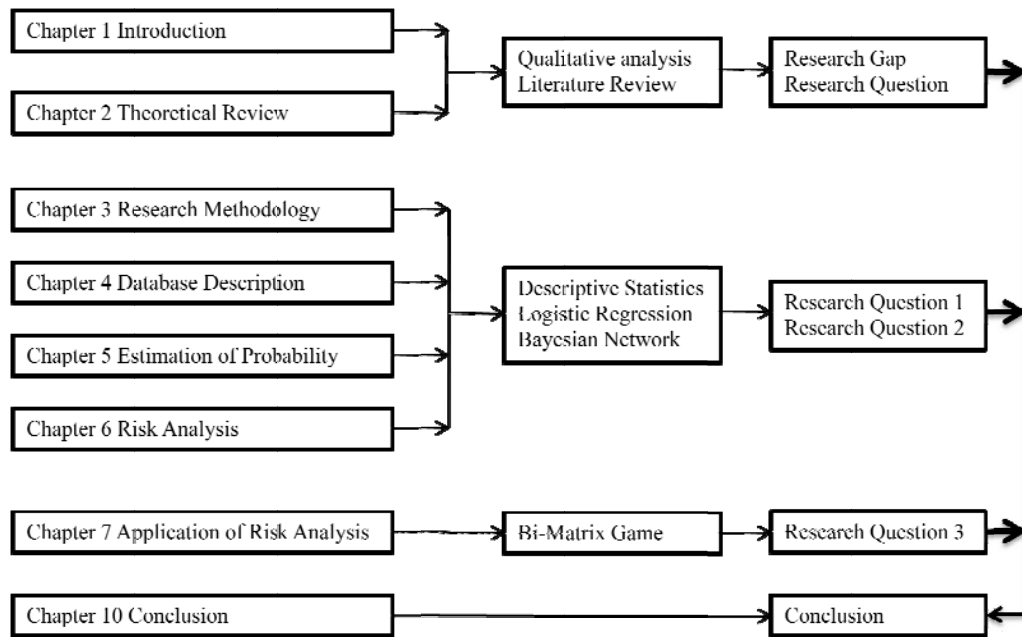 Chapter 1 Introduction
Chapter 2 Theoretical Review
Qualitative analysis
Literature Review
Research Gap
Research Question
Chapter 3 Research Methodology
Chapter 4 Database Description
Chapter 5 Estimation of Probability
Chapter 6 Risk Analysis
Descriptive Statistics
Logistic Regression
Bayesian Network
Research Question 1
Research Question 2
Chapter 7 Application of Risk Analysis
Bi-Matrix Game
Research Question 3
Chapter 10 Conclusion
Conclusion